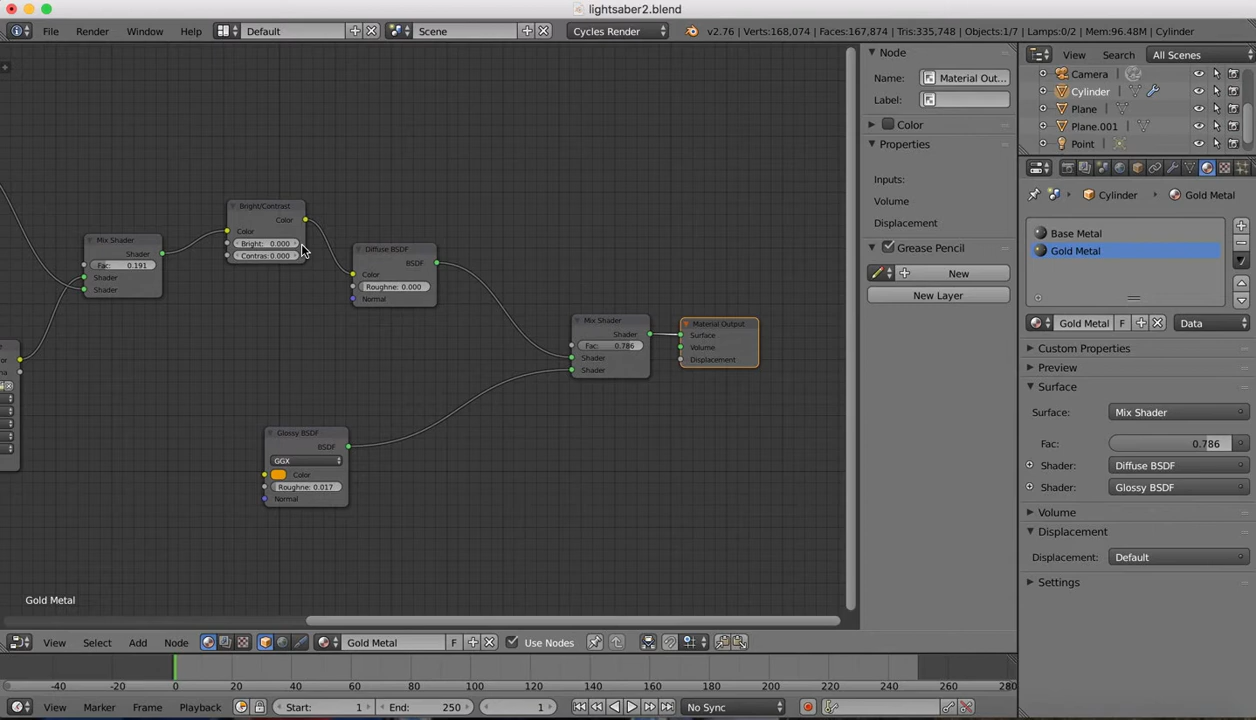 lightsaber2.blend
File Render Window Help Default Scene Cycles Render v2.76 | Verts:168,074 | Faces:167,874 | Tris:335,748 | Objects:1/7 | Lamps:0/2 | Mem:96.48M | Cylinder
Node
Name: Material Out...
Label:
Color
Properties
Inputs:
Volume
Displacement
Grease Pencil
New
New Layer
View Search All Scenes
Camera
Cylinder
Plane
Plane.001
Point
Cylinder Gold Metal
Base Metal
Gold Metal
Gold Metal F Data
Custom Properties
Preview
Surface
Surface: Mix Shader
Fac: 0.786
Shader: Diffuse BSDF
Shader: Glossy BSDF
Volume
Displacement
Displacement: Default
Settings
Mix Shader
Shader
Fac: 0.191
Shader
Shader
Bright/Contrast
Color
Color
Bright: 0.000
Contras: 0.000
Diffuse BSDF
BSDF
Color
Roughne: 0.000
Normal
Mix Shader
Shader
Fac: 0.786
Shader
Shader
Material Output
Surface
Volume
Displacement
Glossy BSDF
BSDF
GGX
Color
Roughne: 0.017
Normal
Gold Metal
View Select Add Node Gold Metal F Use Nodes
-40 -20 0 20 40 60 80 100 120 140 160 180 200 220 240 260 280
View Marker Frame Playback Start: 1 End: 250 1 No Sync